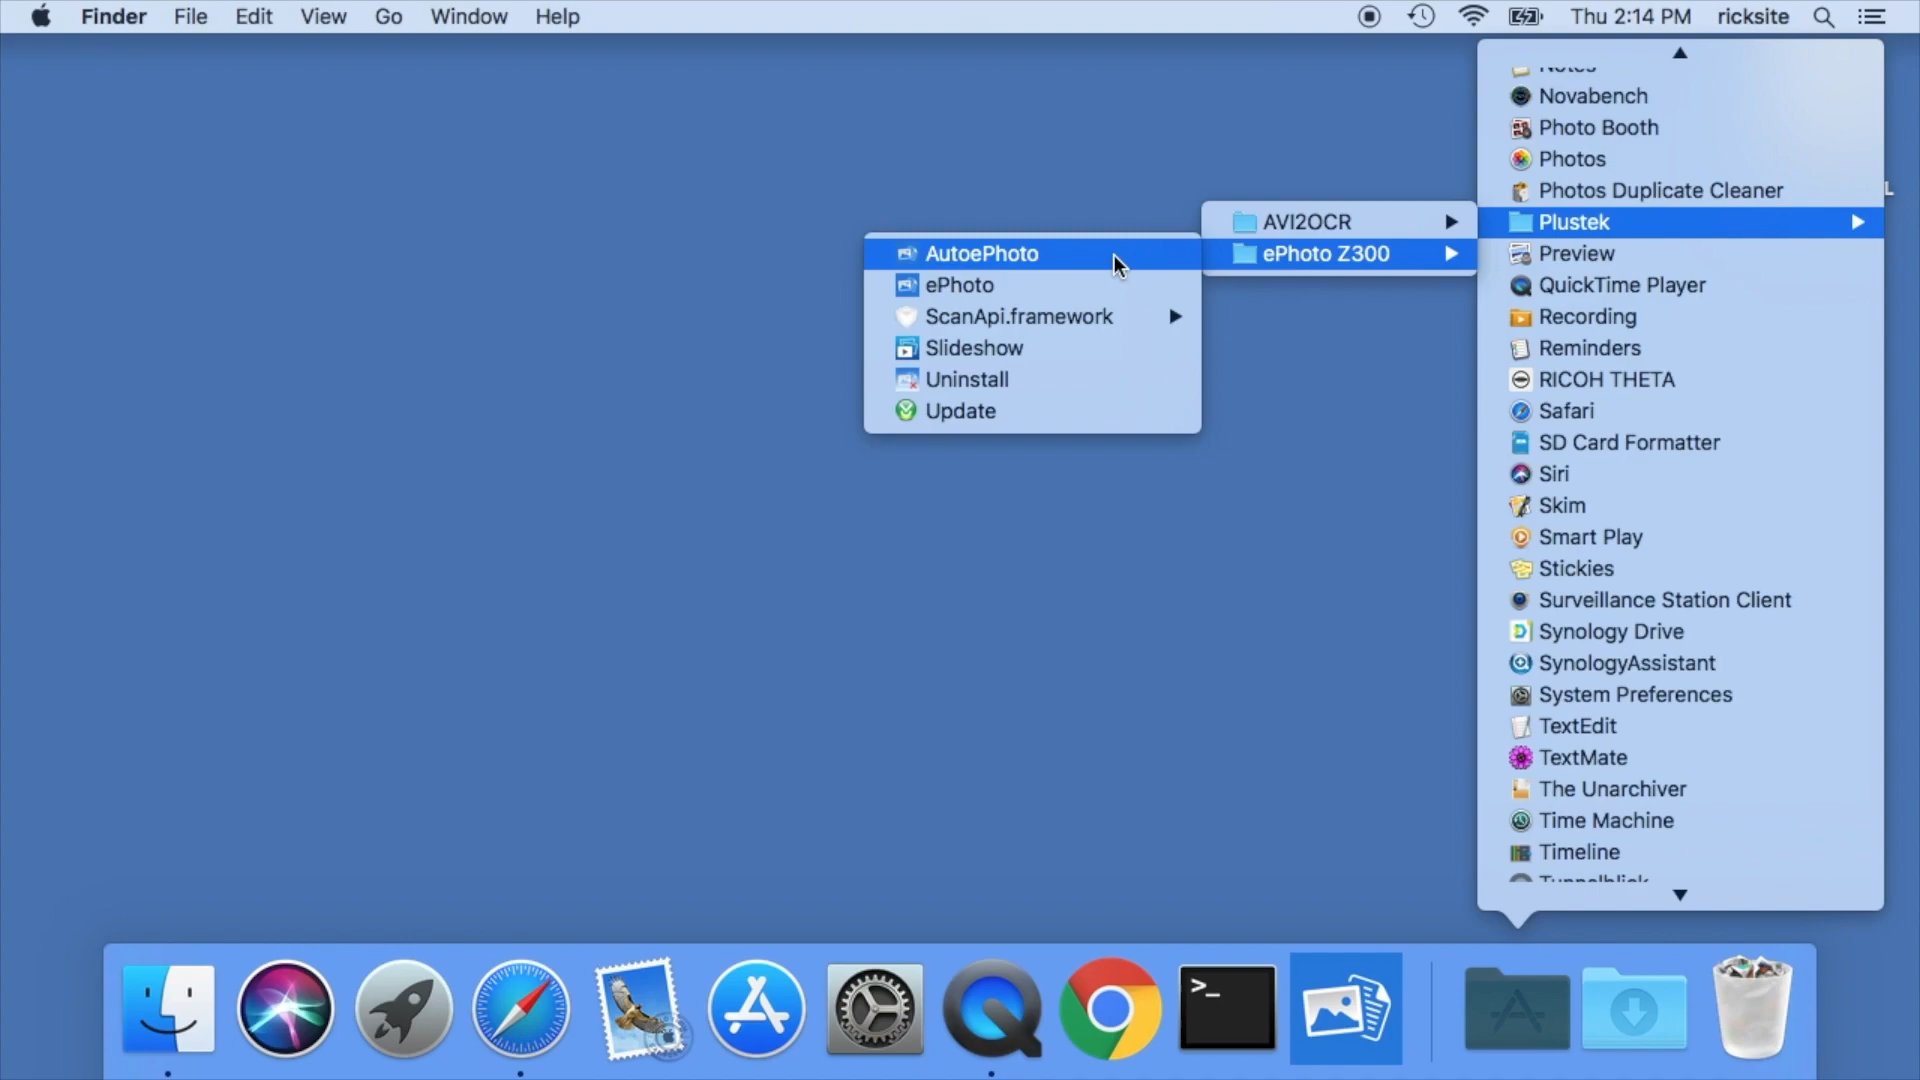 Finder File Edit View Go Window Help Thu 2:14 PM ricksite
Notes
Novabench
Photo Booth
Photos
Photos Duplicate Cleaner
Plustek
Preview
QuickTime Player
Recording
Reminders
RICOH THETA
Safari
SD Card Formatter
Siri
Skim
Smart Play
Stickies
Surveillance Station Client
Synology Drive
SynologyAssistant
System Preferences
TextEdit
TextMate
The Unarchiver
Time Machine
Timeline
Tunnelblick
AVI2OCR
ePhoto Z300
AutoePhoto
ePhoto
ScanApi.framework
Slideshow
Uninstall
Update
>_